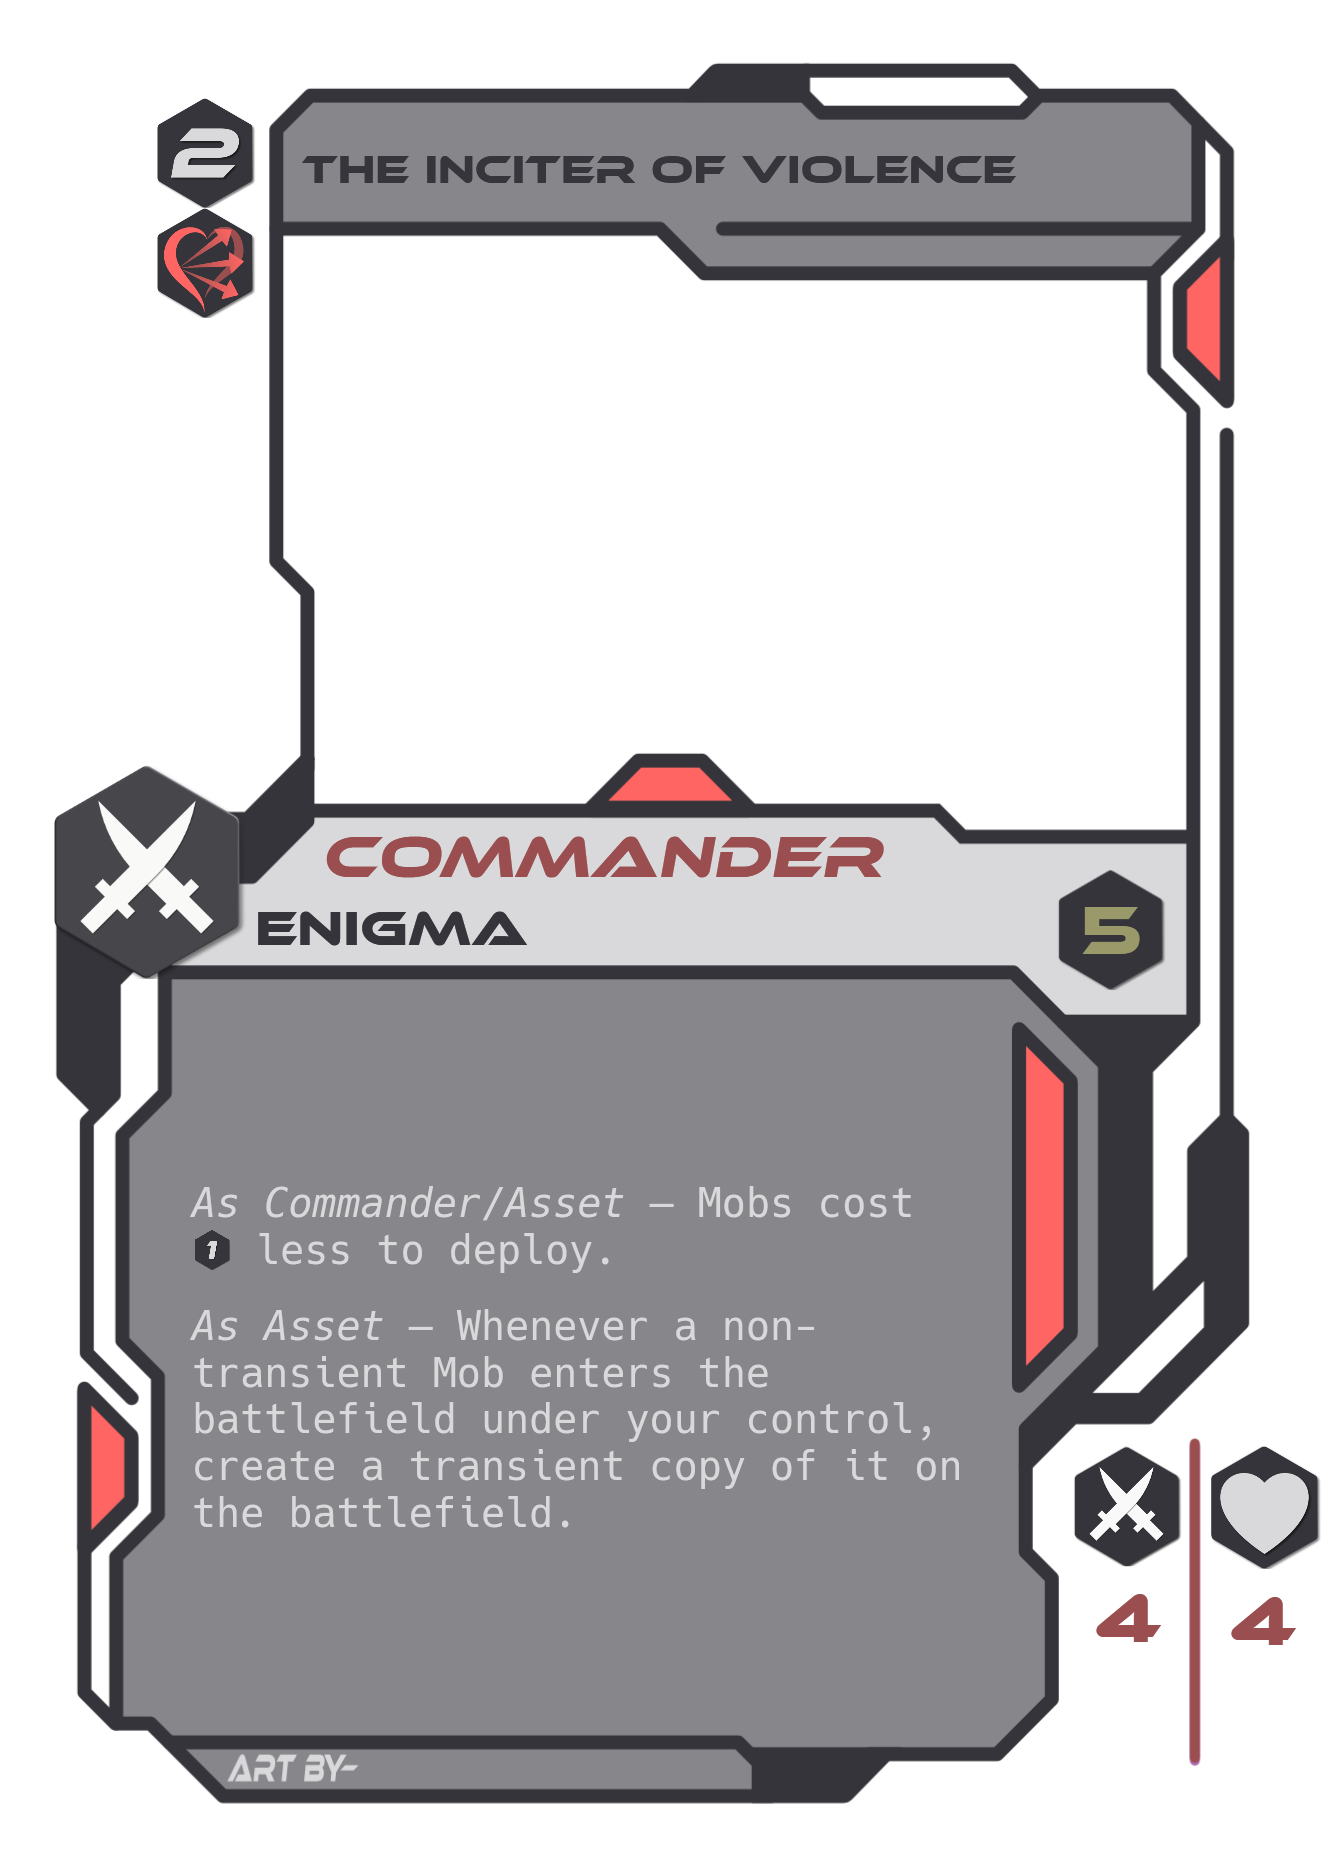 2
THE INCITER OF VIOLENCE
COMMANDER
ENIGMA
5
As Commander/Asset – Mobs cost
1 less to deploy.
As Asset – Whenever a non-
transient Mob enters the
battlefield under your control,
create a transient copy of it on
the battlefield.
4
4
ART BY-